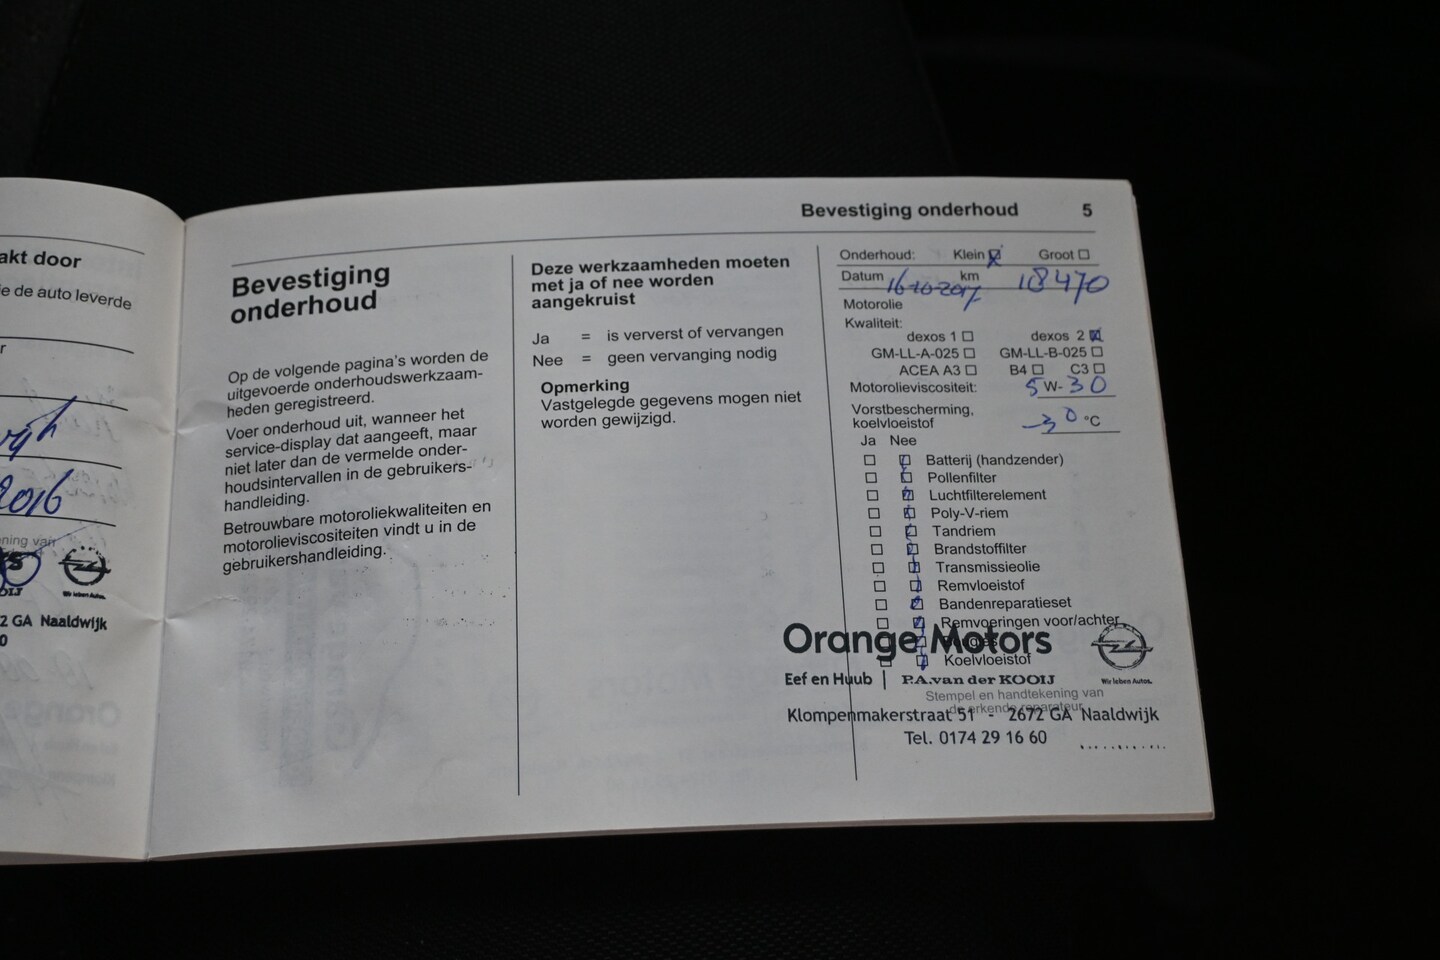 akt door
ie de auto leverde
r
2016
ening van
2 GA Naaldwijk
0
Bevestiging onderhoud 5
Bevestiging
onderhoud
Op de volgende pagina's worden de
uitgevoerde onderhoudswerkzaam-
heden geregistreerd.
Voer onderhoud uit, wanneer het
service-display dat aangeeft, maar
niet later dan de vermelde onder-
houdsintervallen in de gebruikers-
handleiding.
Betrouwbare motoroliekwaliteiten en
motorolieviscositeiten vindt u in de
gebruikershandleiding.
Deze werkzaamheden moeten
met ja of nee worden
aangekruist
Ja = is ververst of vervangen
Nee = geen vervanging nodig
Opmerking
Vastgelegde gegevens mogen niet
worden gewijzigd.
Onderhoud: Klein Groot
Datum 16-10-2017 km 18470
Motorolie
Kwaliteit:
dexos 1 dexos 2
GM-LL-A-025 GM-LL-B-025
ACEA A3 B4 C3
Motorolieviscositeit: 5 W- 30
Vorstbescherming,
koelvloeistof -30 °C
Ja Nee
Batterij (handzender)
Pollenfilter
Luchtfilterelement
Poly-V-riem
Tandriem
Brandstoffilter
Transmissieolie
Remvloeistof
Bandenreparatieset
Remvoeringen voor/achter
Koelvloeistof
Orange Motors
Eef en Huub | P.A. van der KOOIJ
Wir leben Autos.
Stempel en handtekening van
Klompenmakerstraat 51 - 2672 GA Naaldwijk
Tel. 0174 29 16 60